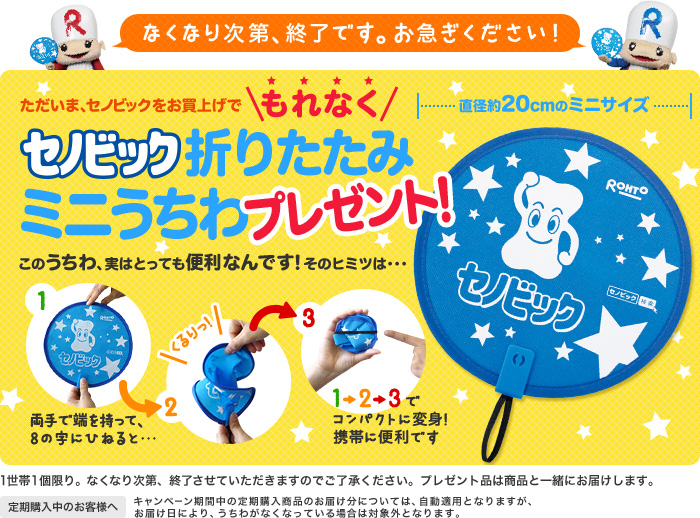 なくなり次第、終了です。お急ぎください!
R
R
ただいま、セノビックをお買上げで
もれなく
直径約20cmのミニサイズ
セノビック折りたたみ
ミニうちわプレゼント!
ROHTO
セノビック
セノビック 検索
このうちわ、実はとっても便利なんです!そのヒミツは…
1
ROHTO
セノビック
両手で端を持って、
8の字にひねると…
2
くるりっ!
3
1→2→3で
コンパクトに変身!
携帯に便利です
1世帯1個限り。なくなり次第、終了させていただきますのでご了承ください。プレゼント品は商品と一緒にお届けします。
定期購入中のお客様へ
キャンペーン期間中の定期購入商品のお届け分については、自動適用となりますが、
お届け日により、うちわがなくなっている場合は対象外となります。